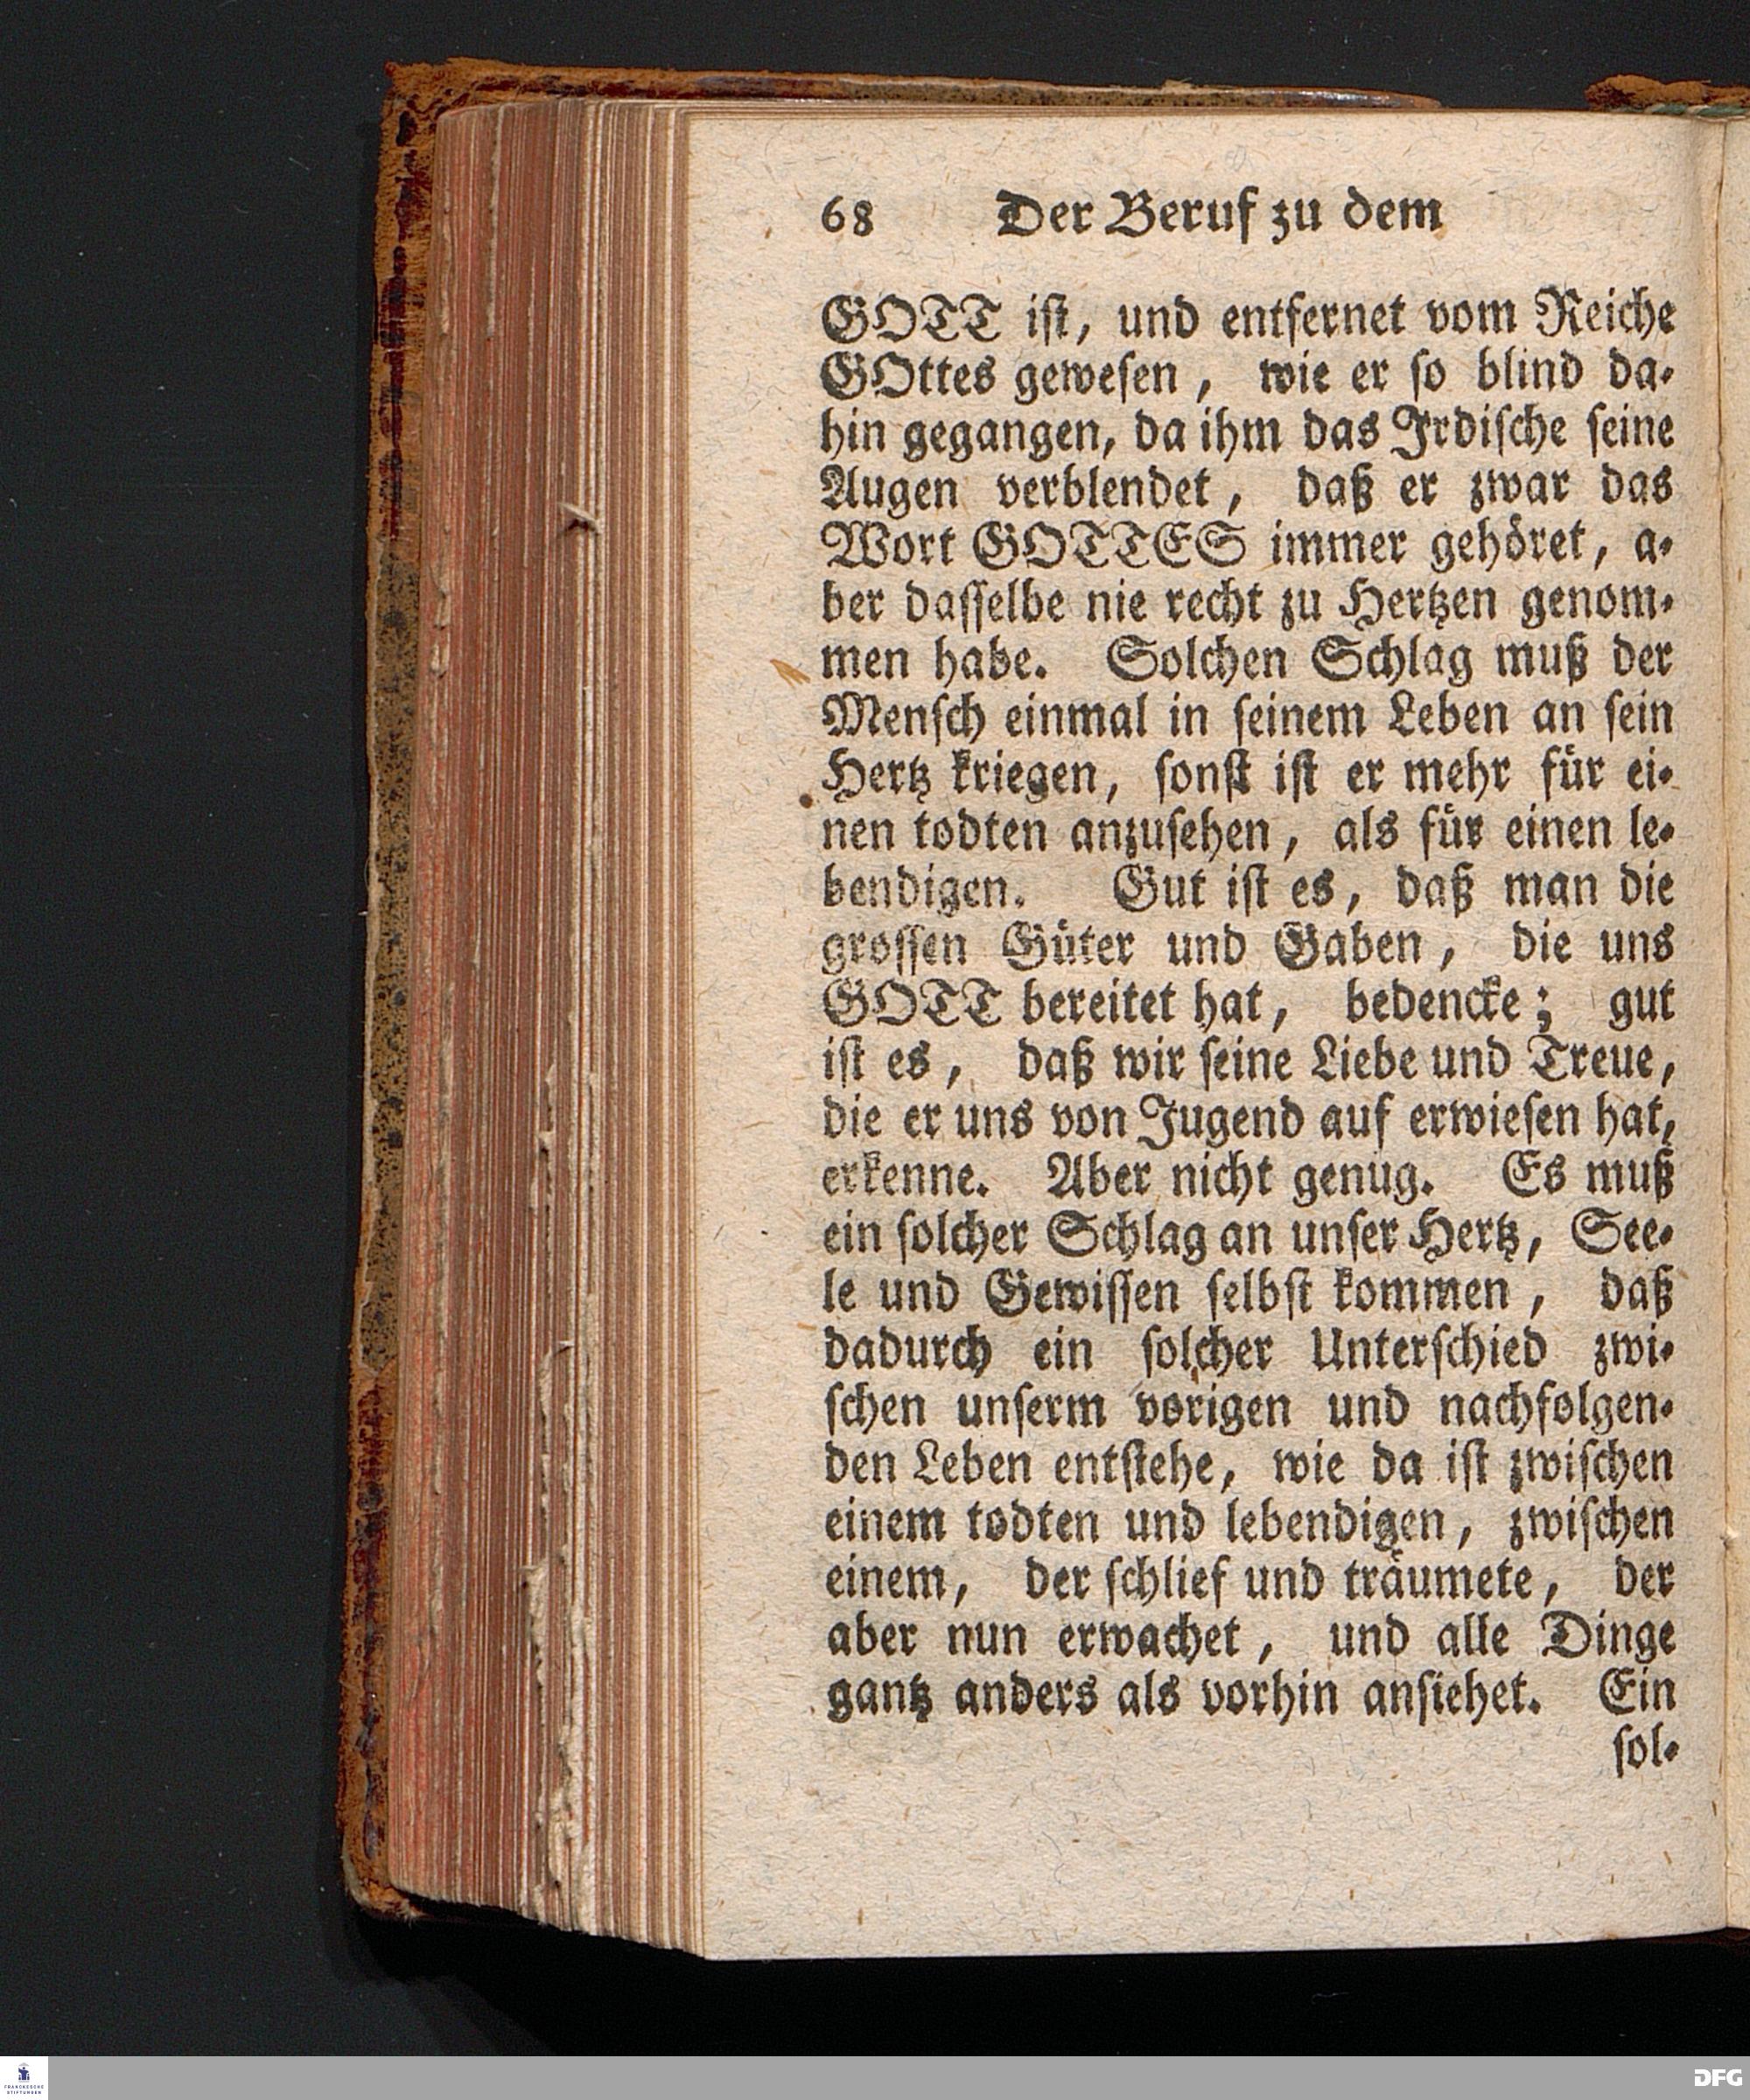 68 Der Beruf zu dem
GOTT iſt, und entfernet vom Reiche
GOttes geweſen, wie er ſo blind da-
hin gegangen, da ihm das Irdiſche ſeine
Augen verblendet, daß er zwar das
Wort GOTTES immer gehöret, a-
ber daſſelbe nie recht zu Hertzen genom-
men habe. Solchen Schlag muß der
Menſch einmal in ſeinem Leben an ſein
Hertz kriegen, ſonſt iſt er mehr für ei-
nen todten anzuſehen, als für einen le-
bendigen. Gut iſt es, daß man die
groſſen Güter und Gaben, die uns
GOTT bereitet hat, bedencke; gut
iſt es, daß wir ſeine Liebe und Treue,
die er uns von Jugend auf erwieſen hat,
erkenne. Aber nicht genug. Es muß
ein ſolcher Schlag an unſer Hertz, See-
le und Gewiſſen ſelbſt kommen, daß
dadurch ein ſolcher Unterſchied zwi-
ſchen unſerm vorigen und nachfolgen-
den Leben entſtehe, wie da iſt zwiſchen
einem todten und lebendigen, zwiſchen
einem, der ſchlief und träumete, der
aber nun erwachet, und alle Dinge
gantz anders als vorhin anſiehet. Ein
ſol-
FRANCKESCHE
STIFTUNGEN
DFG